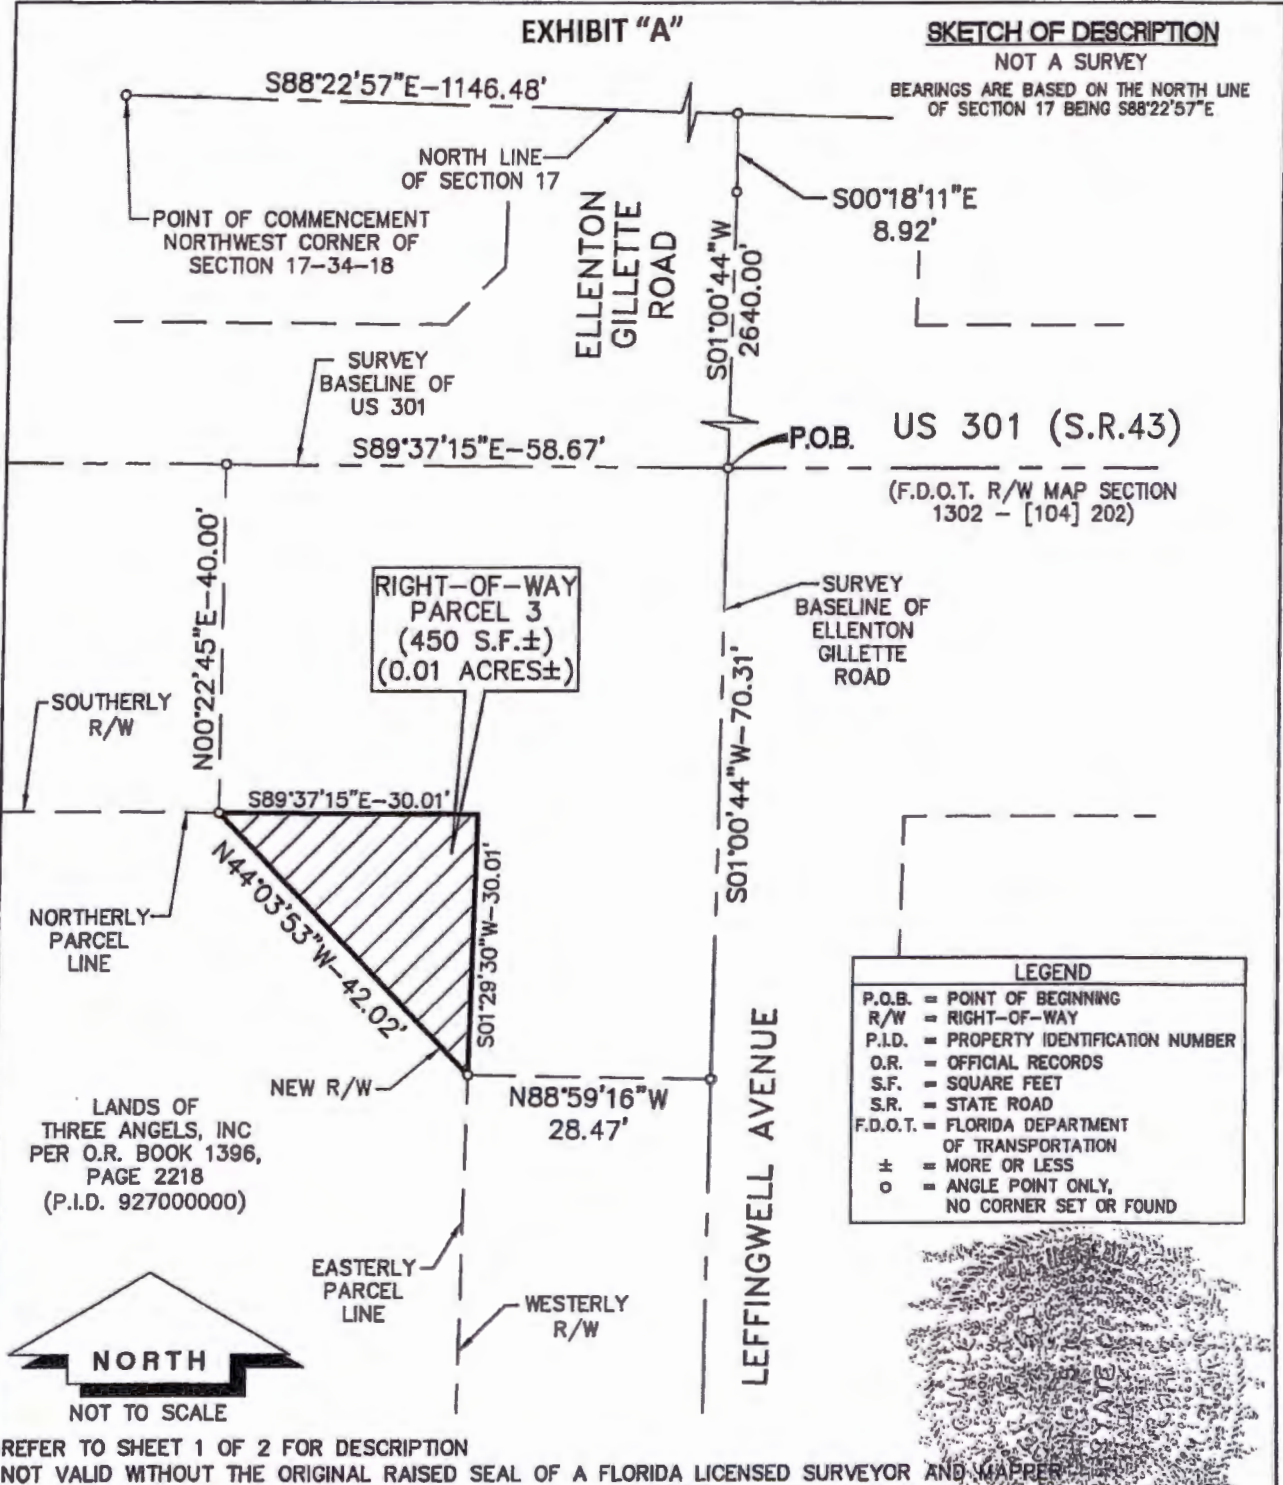 EXHIBIT "A"
SKETCH OF DESCRIPTION
NOT A SURVEY
BEARINGS ARE BASED ON THE NORTH LINE
OF SECTION 17 BEING S88°22'57"E
S88°22'57"E-1146.48'
NORTH LINE
OF SECTION 17
POINT OF COMMENCEMENT
NORTHWEST CORNER OF
SECTION 17-34-18
ELLENTON
GILLETTE
ROAD
S00°18'11"E
8.92'
S01°00'44"W
2640.00'
SURVEY
BASELINE OF
US 301
S89°37'15"E-58.67'
P.O.B.
US 301 (S.R.43)
(F.D.O.T. R/W MAP SECTION
1302 - [104] 202)
N00°22'45"E-40.00'
RIGHT-OF-WAY
PARCEL 3
(450 S.F.±)
(0.01 ACRES±)
SURVEY
BASELINE OF
ELLENTON
GILLETTE
ROAD
SOUTHERLY
R/W
S01°00'44"W-70.31'
S89°37'15"E-30.01'
N44°03'53"W-42.02'
S01°29'30"W-30.01'
NORTHERLY
PARCEL
LINE
NEW R/W
N88°59'16"W
28.47'
LEFFINGWELL AVENUE
LEGEND
P.O.B. = POINT OF BEGINNING
R/W = RIGHT-OF-WAY
P.I.D. = PROPERTY IDENTIFICATION NUMBER
O.R. = OFFICIAL RECORDS
S.F. = SQUARE FEET
S.R. = STATE ROAD
F.D.O.T. = FLORIDA DEPARTMENT
OF TRANSPORTATION
± = MORE OR LESS
o = ANGLE POINT ONLY,
NO CORNER SET OR FOUND
LANDS OF
THREE ANGELS, INC
PER O.R. BOOK 1396,
PAGE 2218
(P.I.D. 927000000)
EASTERLY
PARCEL
LINE
WESTERLY
R/W
NORTH
NOT TO SCALE
STATE
REFER TO SHEET 1 OF 2 FOR DESCRIPTION
NOT VALID WITHOUT THE ORIGINAL RAISED SEAL OF A FLORIDA LICENSED SURVEYOR AND MAPPER